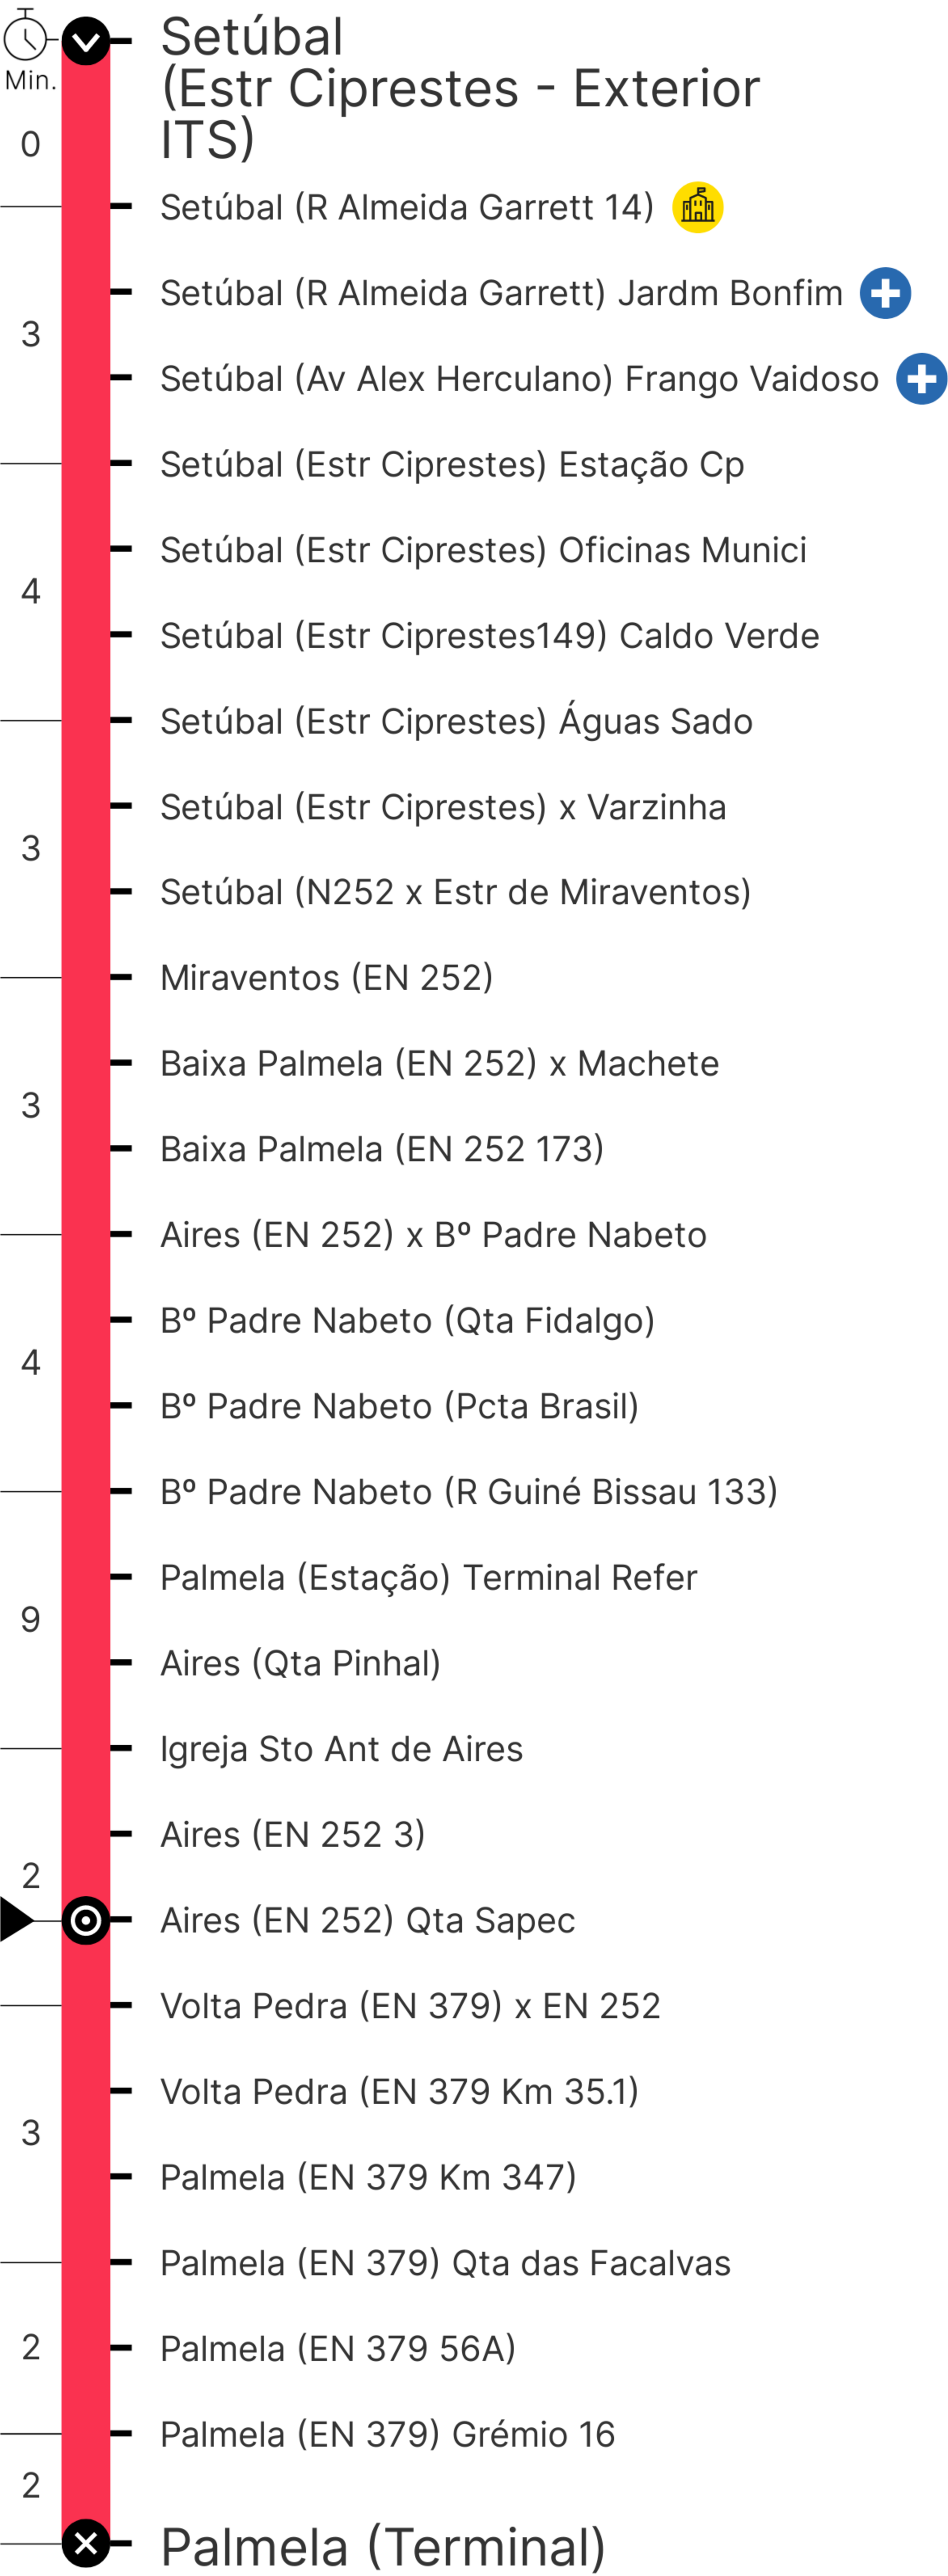 Min.
Setúbal
(Estr Ciprestes - Exterior
ITS)
0
Setúbal (R Almeida Garrett 14)
Setúbal (R Almeida Garrett) Jardm Bonfim
3
Setúbal (Av Alex Herculano) Frango Vaidoso
Setúbal (Estr Ciprestes) Estação Cp
Setúbal (Estr Ciprestes) Oficinas Munici
4
Setúbal (Estr Ciprestes149) Caldo Verde
Setúbal (Estr Ciprestes) Águas Sado
Setúbal (Estr Ciprestes) x Varzinha
3
Setúbal (N252 x Estr de Miraventos)
Miraventos (EN 252)
Baixa Palmela (EN 252) x Machete
3
Baixa Palmela (EN 252 173)
Aires (EN 252) x Bº Padre Nabeto
Bº Padre Nabeto (Qta Fidalgo)
4
Bº Padre Nabeto (Pcta Brasil)
Bº Padre Nabeto (R Guiné Bissau 133)
Palmela (Estação) Terminal Refer
9
Aires (Qta Pinhal)
Igreja Sto Ant de Aires
Aires (EN 252 3)
2
Aires (EN 252) Qta Sapec
Volta Pedra (EN 379) x EN 252
Volta Pedra (EN 379 Km 35.1)
3
Palmela (EN 379 Km 347)
Palmela (EN 379) Qta das Facalvas
2
Palmela (EN 379 56A)
Palmela (EN 379) Grémio 16
2
Palmela (Terminal)